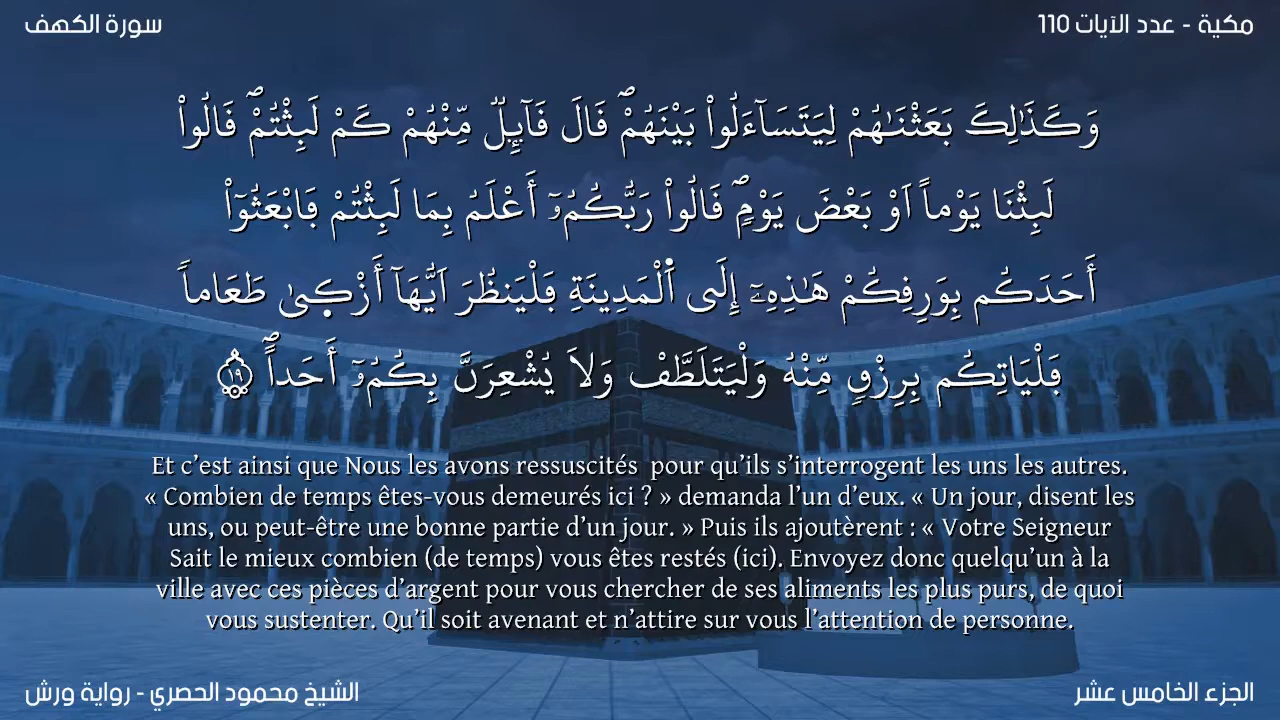 سورة الكهف
مكية - عدد الآيات 110
وَكَذَٰلِكَ بَعَثْنَٰهُمْ لِيَتَسَآءَلُواْ بَيْنَهُمْۖ قَالَ قَآئِلٞ مِّنْهُمْ كَمْ لَبِثْتُمْۖ قَالُواْ
لَبِثْنَا يَوْماً اَوْ بَعْضَ يَوْمٖۖ قَالُواْ رَبُّكُمُۥٓ أَعْلَمُ بِمَا لَبِثْتُمْ فَابْعَثُوٓاْ
أَحَدَكُم بِوَرِقِكُمْ هَٰذِهِۦٓ إِلَى اَ۬لْمَدِينَةِ فَلْيَنظُرَ اَيُّهَآ أَزْك۪ىٰ طَعَاماً
فَلْيَاتِكُم بِرِزْقٖ مِّنْهُ وَلْيَتَلَطَّفْ وَلَا يُشْعِرَنَّ بِكُمُۥٓ أَحَداًۖ ١٩
Et c’est ainsi que Nous les avons ressuscités pour qu’ils s’interrogent les uns les autres.
« Combien de temps êtes-vous demeurés ici ? » demanda l’un d’eux. « Un jour, disent les
uns, ou peut-être une bonne partie d’un jour. » Puis ils ajoutèrent : « Votre Seigneur
Sait le mieux combien (de temps) vous êtes restés (ici). Envoyez donc quelqu’un à la
ville avec ces pièces d’argent pour vous chercher de ses aliments les plus purs, de quoi
vous sustenter. Qu’il soit avenant et n’attire sur vous l’attention de personne.
الشيخ محمود الحصري - رواية ورش
الجزء الخامس عشر